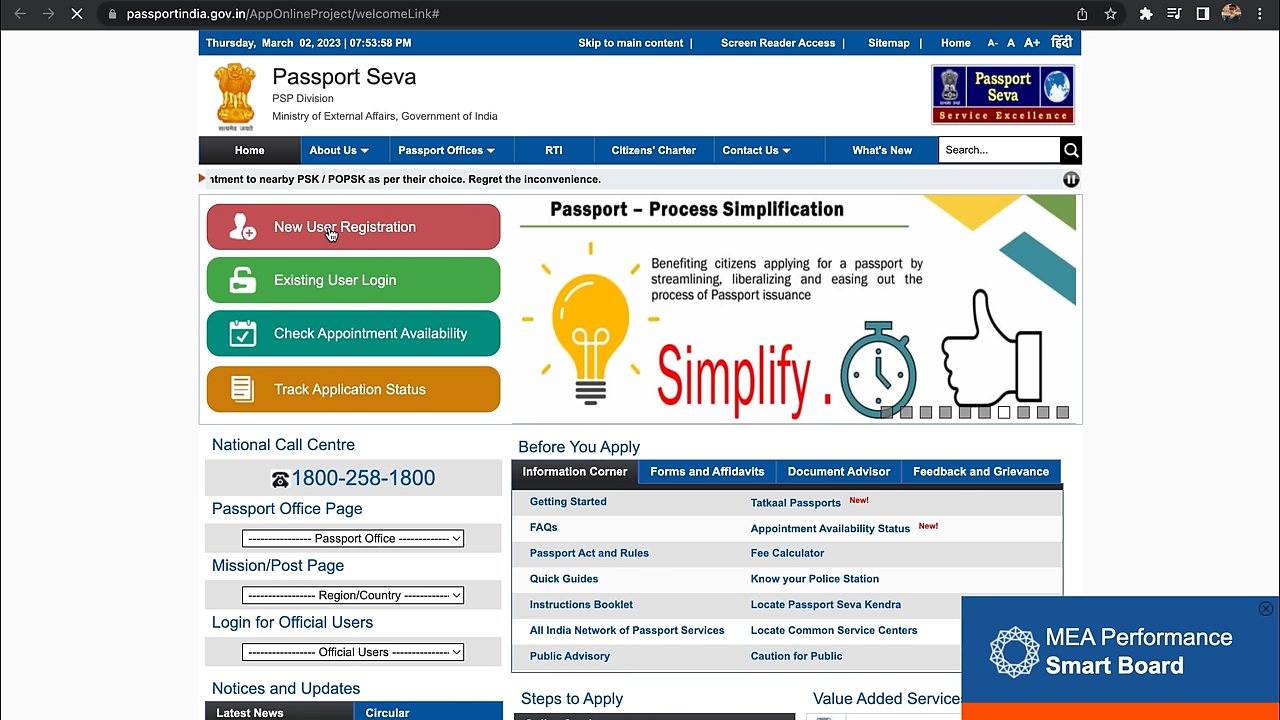 passportindia.gov.in/AppOnlineProject/welcomeLink#
Thursday, March 02, 2023 | 07:53:58 PM
Skip to main content | Screen Reader Access | Sitemap | Home A- A A+ हिंदी
Passport Seva
PSP Division
Ministry of External Affairs, Government of India
सत्यमेव जयते
Passport
Seva
Service Excellence
Home About Us Passport Offices RTI Citizens' Charter Contact Us What's New Search...
ntment to nearby PSK / POPSK as per their choice. Regret the inconvenience.
New User Registration
Existing User Login
Check Appointment Availability
Track Application Status
Passport – Process Simplification
Benefiting citizens applying for a passport by
streamlining, liberalizing and easing out the
process of Passport issuance
Simplify.
National Call Centre
1800-258-1800
Passport Office Page
---------------- Passport Office -------------
Mission/Post Page
----------------- Region/Country -----------
Login for Official Users
----------------- Official Users -------------
Notices and Updates
Latest News Circular
Before You Apply
Information Corner Forms and Affidavits Document Advisor Feedback and Grievance
Getting Started Tatkaal Passports New!
FAQs Appointment Availability Status New!
Passport Act and Rules Fee Calculator
Quick Guides Know your Police Station
Instructions Booklet Locate Passport Seva Kendra
All India Network of Passport Services Locate Common Service Centers
Public Advisory Caution for Public
Steps to Apply
Value Added Services
MEA Performance
Smart Board